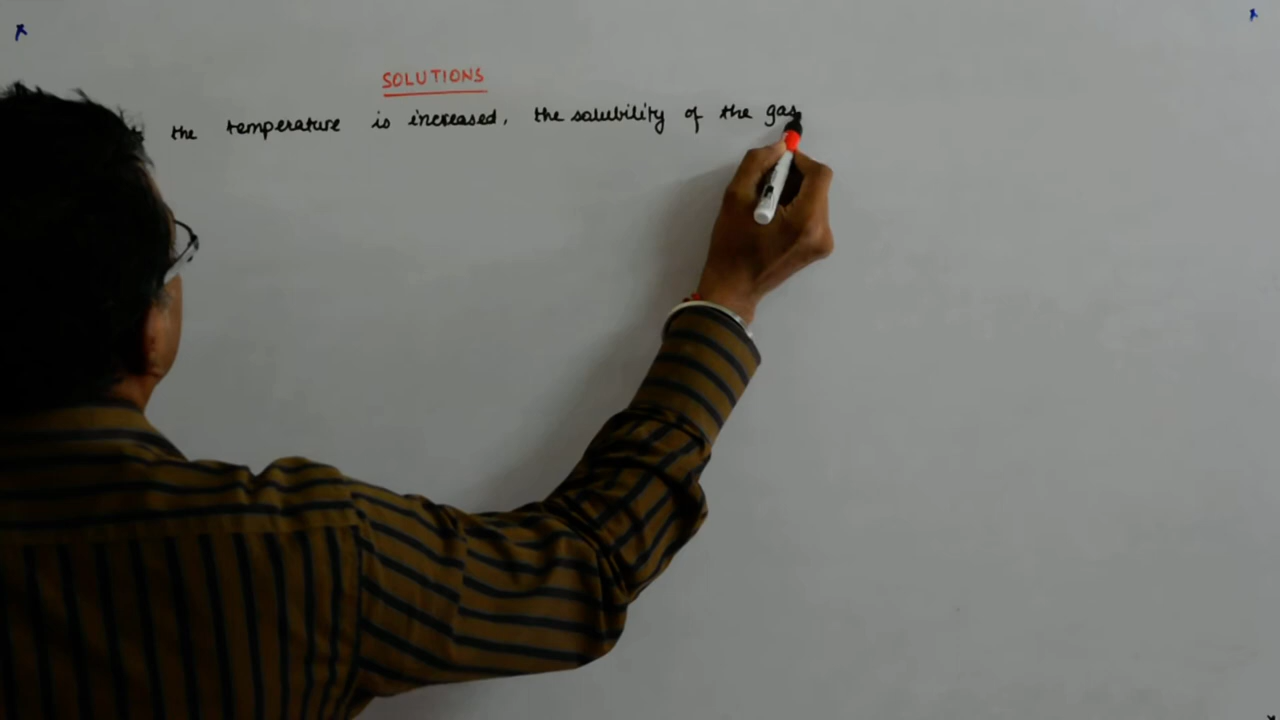 SOLUTIONS
the temperature is increased, the solubility of the gas